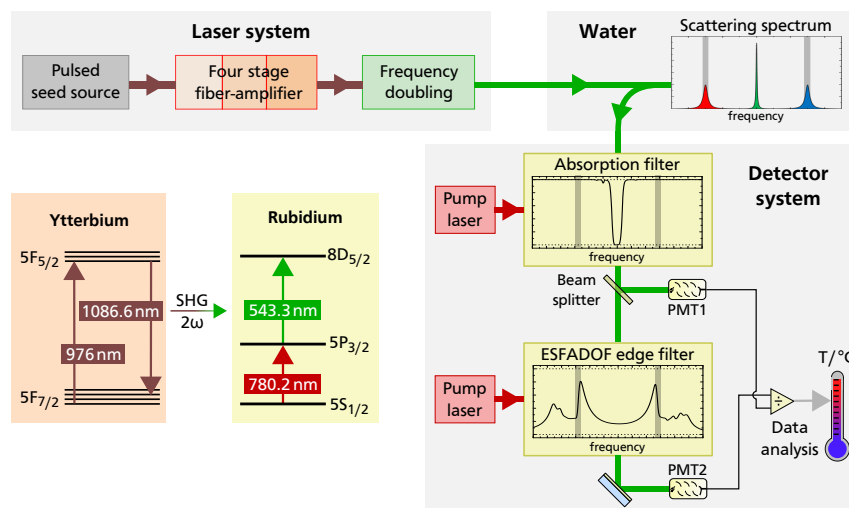 Laser system
Pulsed
seed source
Four stage
fiber-amplifier
Frequency
doubling
Water
Scattering spectrum
frequency
Detector
system
Absorption filter
frequency
Pump
laser
Beam
splitter
PMT1
ESFADOF edge filter
frequency
Pump
laser
PMT2
÷
Data
analysis
T/°C
Ytterbium
5F5/2
1086.6 nm
976 nm
5F7/2
SHG
2ω
Rubidium
8D5/2
543.3 nm
5P3/2
780.2 nm
5S1/2